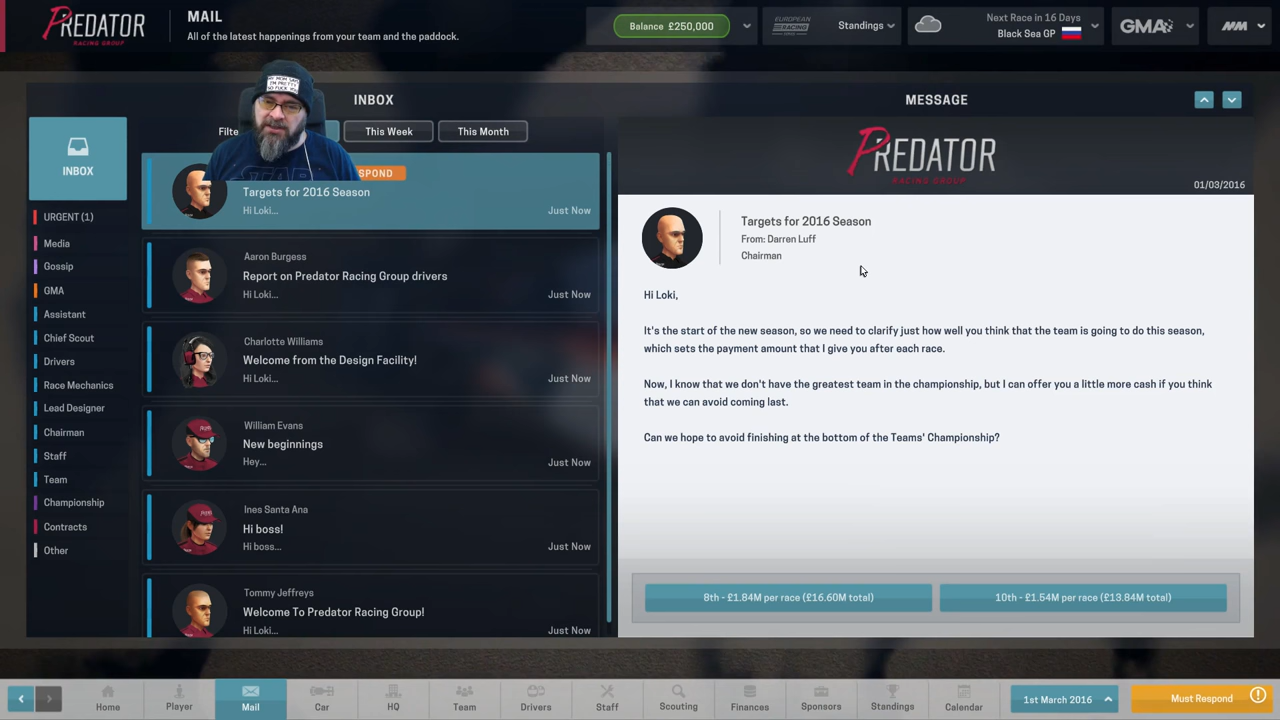 PREDATOR
RACING GROUP
MAIL
All of the latest happenings from your team and the paddock.
Balance £250,000
EUROPEAN
RACING
Standings
Next Race in 16 Days
Black Sea GP
GMA
INBOX
MESSAGE
INBOX
URGENT (1)
Media
Gossip
GMA
Assistant
Chief Scout
Drivers
Race Mechanics
Lead Designer
Chairman
Staff
Team
Championship
Contracts
Other
Filte
This Week
This Month
SPOND
Targets for 2016 Season
Hi Loki...
Just Now
Aaron Burgess
Report on Predator Racing Group drivers
Hi Loki...
Just Now
Charlotte Williams
Welcome from the Design Facility!
Hi Loki...
Just Now
William Evans
New beginnings
Hey...
Just Now
Ines Santa Ana
Hi boss!
Hi boss...
Just Now
Tommy Jeffreys
Welcome To Predator Racing Group!
Hi Loki...
Just Now
PREDATOR
RACING GROUP
01/03/2016
Targets for 2016 Season
From: Darren Luff
Chairman
Hi Loki,
It's the start of the new season, so we need to clarify just how well you think that the team is going to do this season,
which sets the payment amount that I give you after each race.
Now, I know that we don't have the greatest team in the championship, but I can offer you a little more cash if you think
that we can avoid coming last.
Can we hope to avoid finishing at the bottom of the Teams' Championship?
8th - £1.84M per race (£16.60M total)
10th - £1.54M per race (£13.84M total)
Home
Player
Mail
Car
HQ
Team
Drivers
Staff
Scouting
Finances
Sponsors
Standings
Calendar
1st March 2016
Must Respond